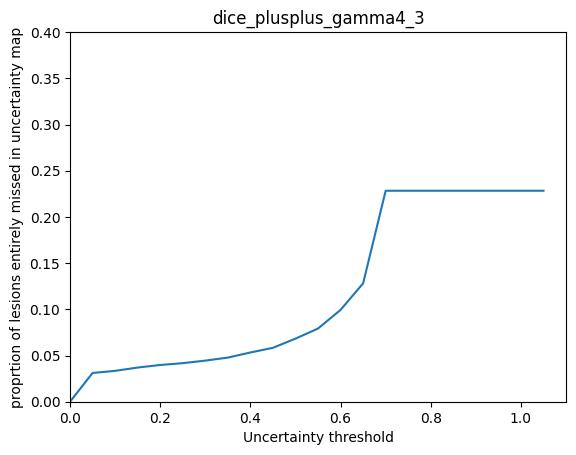 dice_plusplus_gamma4_3
proprtion of lesions entirely missed in uncertainty map
0.40
0.35
0.30
0.25
0.20
0.15
0.10
0.05
0.00
0.0 0.2 0.4 0.6 0.8 1.0
Uncertainty threshold